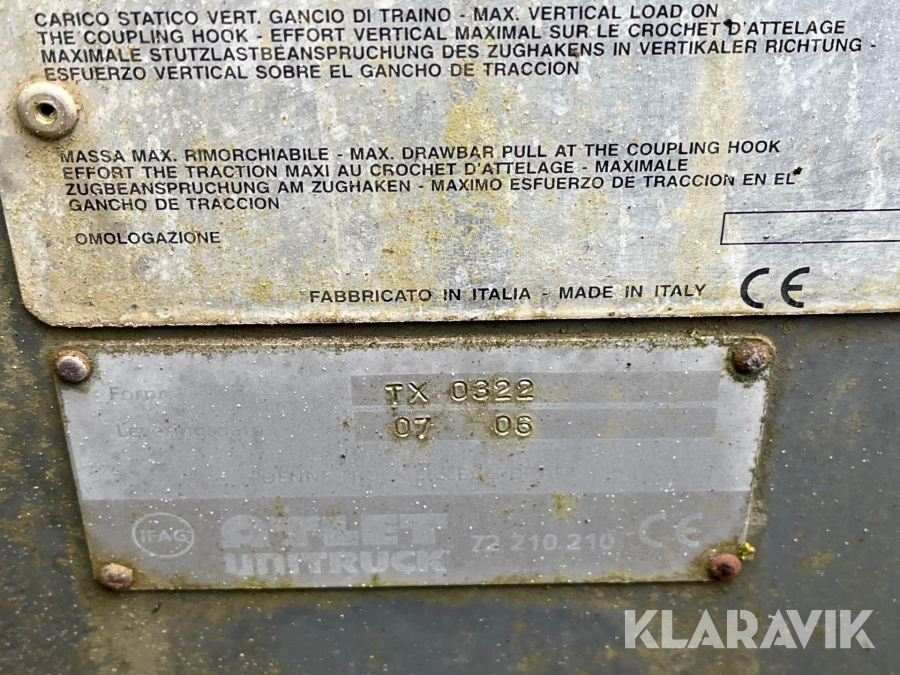 CARICO STATICO VERT. GANCIO DI TRAINO - MAX. VERTICAL LOAD ON
THE COUPLING HOOK - EFFORT VERTICAL MAXIMAL SUR LE CROCHET D'ATTELAGE
MAXIMALE STUTZLASTBEANSPRUCHUNG DES ZUGHAKENS IN VERTIKALER RICHTUNG -
ESFUERZO VERTICAL SOBRE EL GANCHO DE TRACCION
MASSA MAX. RIMORCHIABILE - MAX. DRAWBAR PULL AT THE COUPLING HOOK
EFFORT THE TRACTION MAXI AU CROCHET D'ATTELAGE - MAXIMALE
ZUGBEANSPRUCHUNG AM ZUGHAKEN - MAXIMO ESFUERZO DE TRACCION EN EL
GANCHO DE TRACCION
OMOLOGAZIONE
FABBRICATO IN ITALIA - MADE IN ITALY CE
TX 0322
07 06
IFAG ATLET 72 210 210 CE
UNITRUCK
KLARAVIK